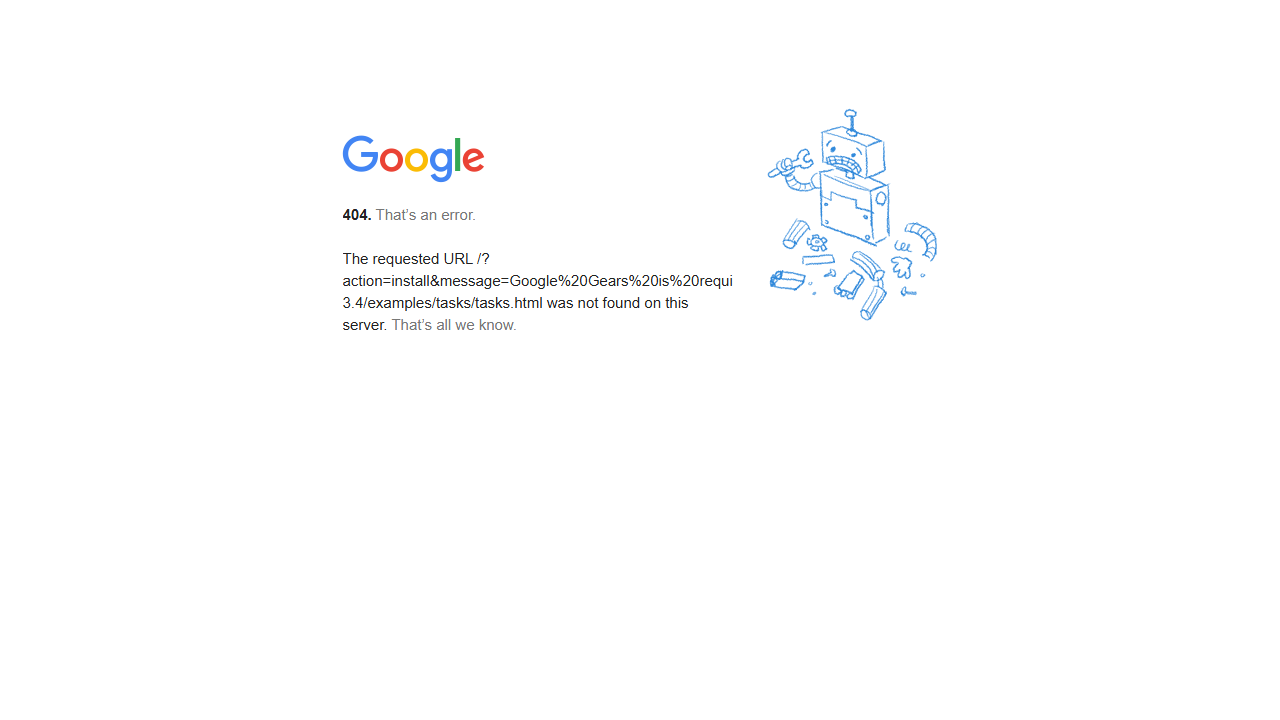 Google
404. That's an error.
The requested URL /?
action=install&message=Google%20Gears%20is%20requi
3.4/examples/tasks/tasks.html was not found on this
server. That's all we know.